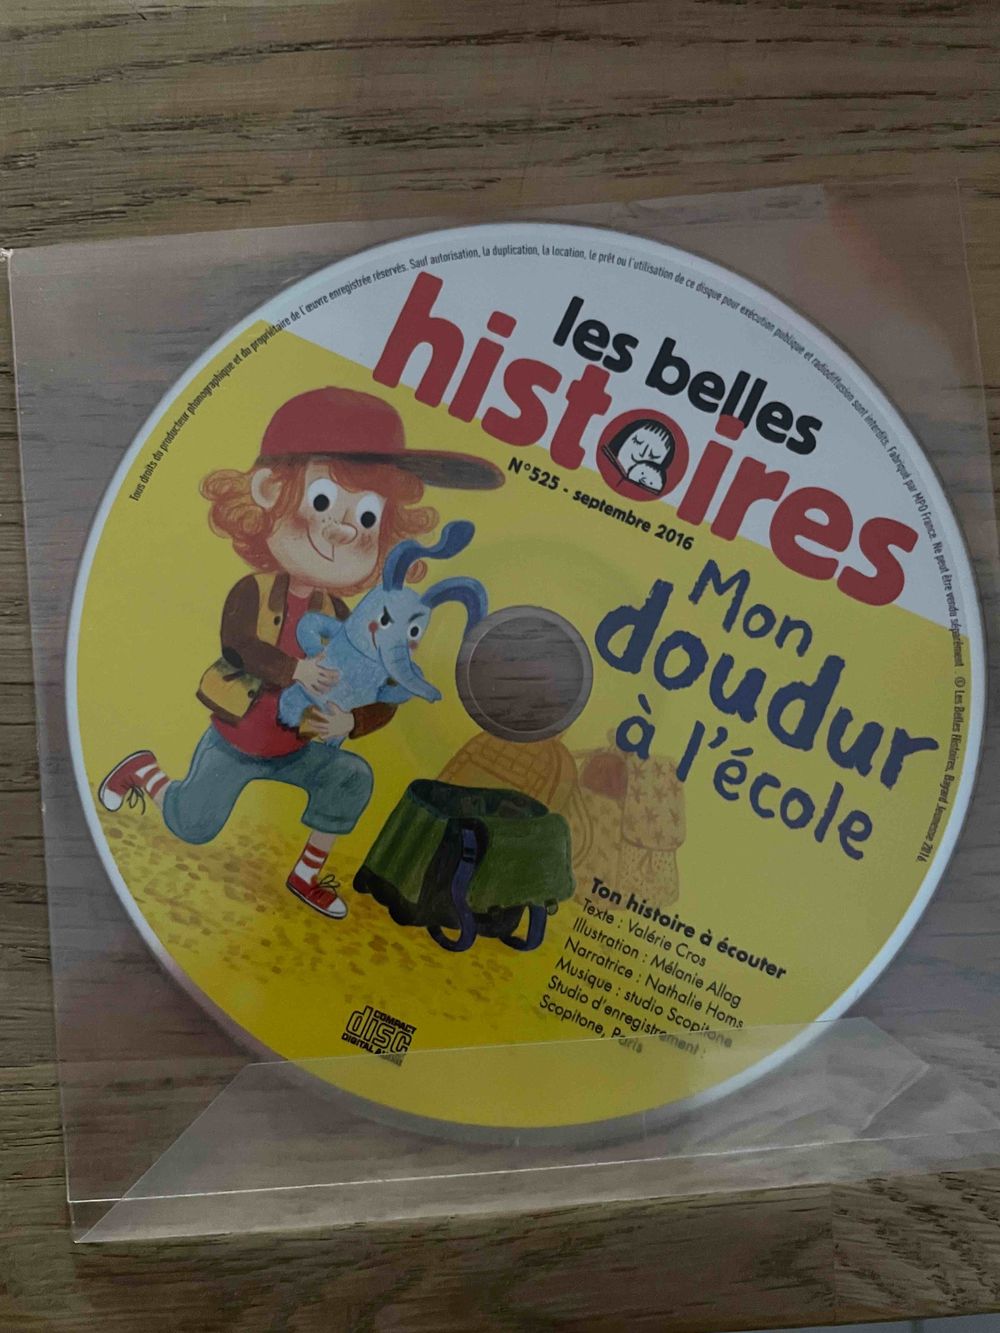 Tous droits du producteur phonographique et du propriétaire de l'œuvre enregistrée réservés. Sauf autorisation, la duplication, la location, le prêt ou l'utilisation de ce disque pour exécution publique et radiodiffusion sont interdits. Fabriqué par MPO France. Ne peut être vendu séparément. © Les Belles Histoires, Bayard Jeunesse 2016
les belles
histoires
N°525 - septembre 2016
Mon
doudur
à l'école
Ton histoire à écouter
Texte : Valérie Cros
Illustration : Mélanie Allag
Narratrice : Nathalie Homs
Musique : studio Scopitone
Studio d'enregistrement :
Scopitone, Paris
COMPACT
disc
DIGITAL AUDIO